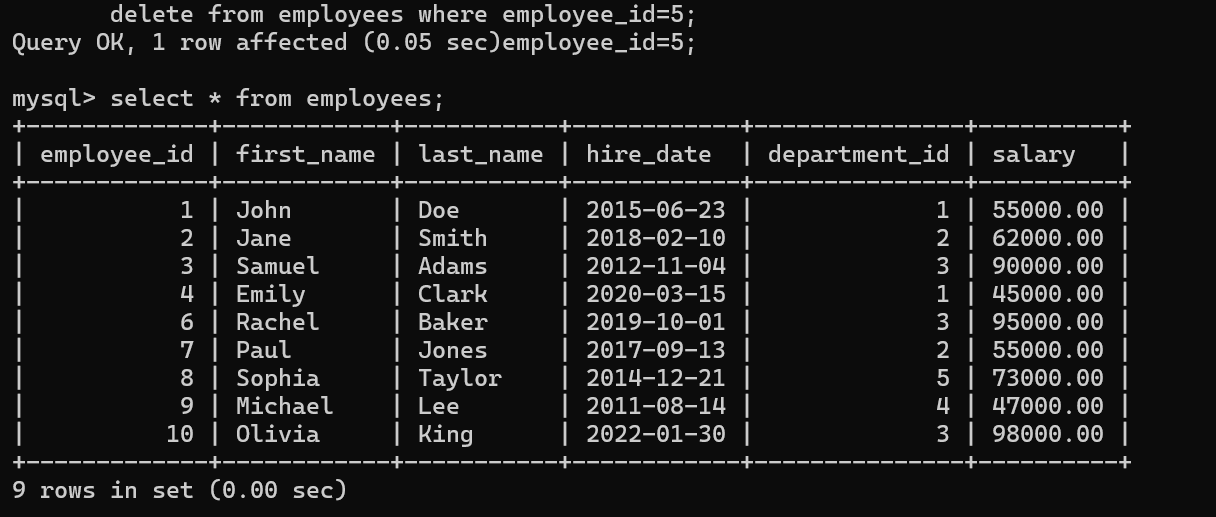 delete from employees where employee_id=5;
Query OK, 1 row affected (0.05 sec)employee_id=5;

mysql> select * from employees;
+-------------+------------+-----------+------------+---------------+----------+
| employee_id | first_name | last_name | hire_date  | department_id | salary   |
+-------------+------------+-----------+------------+---------------+----------+
|           1 | John       | Doe       | 2015-06-23 |             1 | 55000.00 |
|           2 | Jane       | Smith     | 2018-02-10 |             2 | 62000.00 |
|           3 | Samuel     | Adams     | 2012-11-04 |             3 | 90000.00 |
|           4 | Emily      | Clark     | 2020-03-15 |             1 | 45000.00 |
|           6 | Rachel     | Baker     | 2019-10-01 |             3 | 95000.00 |
|           7 | Paul       | Jones     | 2017-09-13 |             2 | 55000.00 |
|           8 | Sophia     | Taylor    | 2014-12-21 |             5 | 73000.00 |
|           9 | Michael    | Lee       | 2011-08-14 |             4 | 47000.00 |
|          10 | Olivia     | King      | 2022-01-30 |             3 | 98000.00 |
+-------------+------------+-----------+------------+---------------+----------+
9 rows in set (0.00 sec)